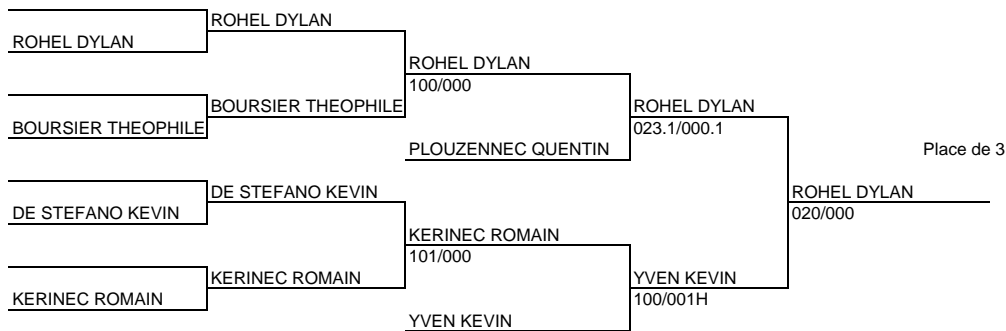 ROHEL DYLAN
ROHEL DYLAN
ROHEL DYLAN
100/000
BOURSIER THEOPHILE
ROHEL DYLAN
BOURSIER THEOPHILE
023.1/000.1
PLOUZENNEC QUENTIN
Place de 3
DE STEFANO KEVIN
ROHEL DYLAN
DE STEFANO KEVIN
020/000
KERINEC ROMAIN
101/000
KERINEC ROMAIN
YVEN KEVIN
KERINEC ROMAIN
100/001H
YVEN KEVIN